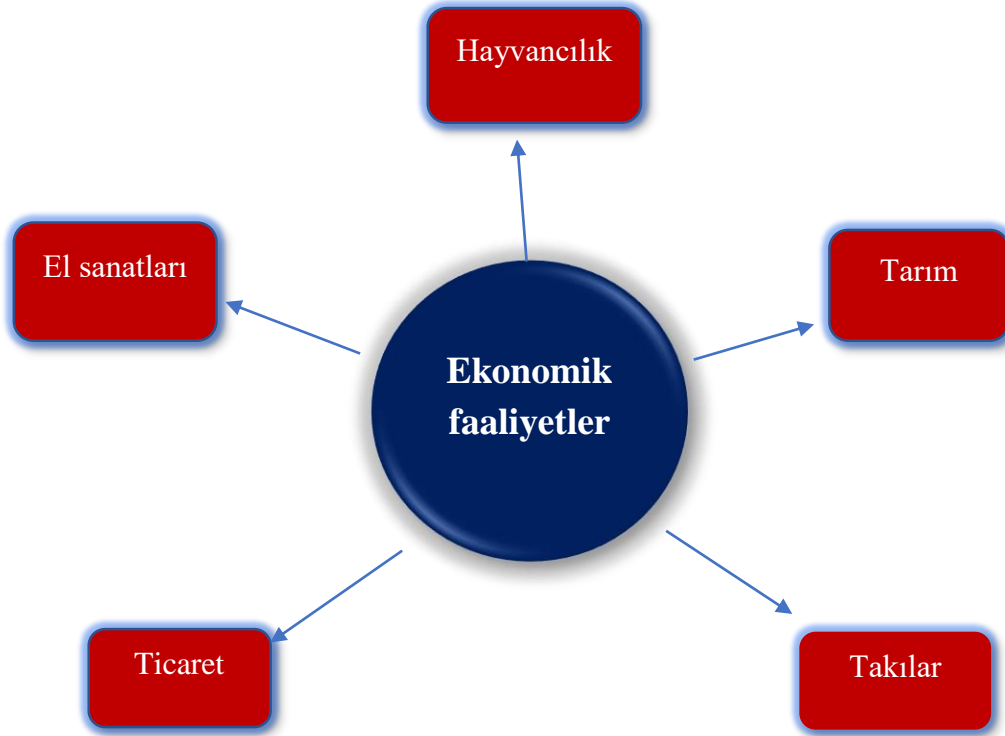 Hayvancılık
El sanatları
Tarım
Ekonomik
faaliyetler
Ticaret
Takılar